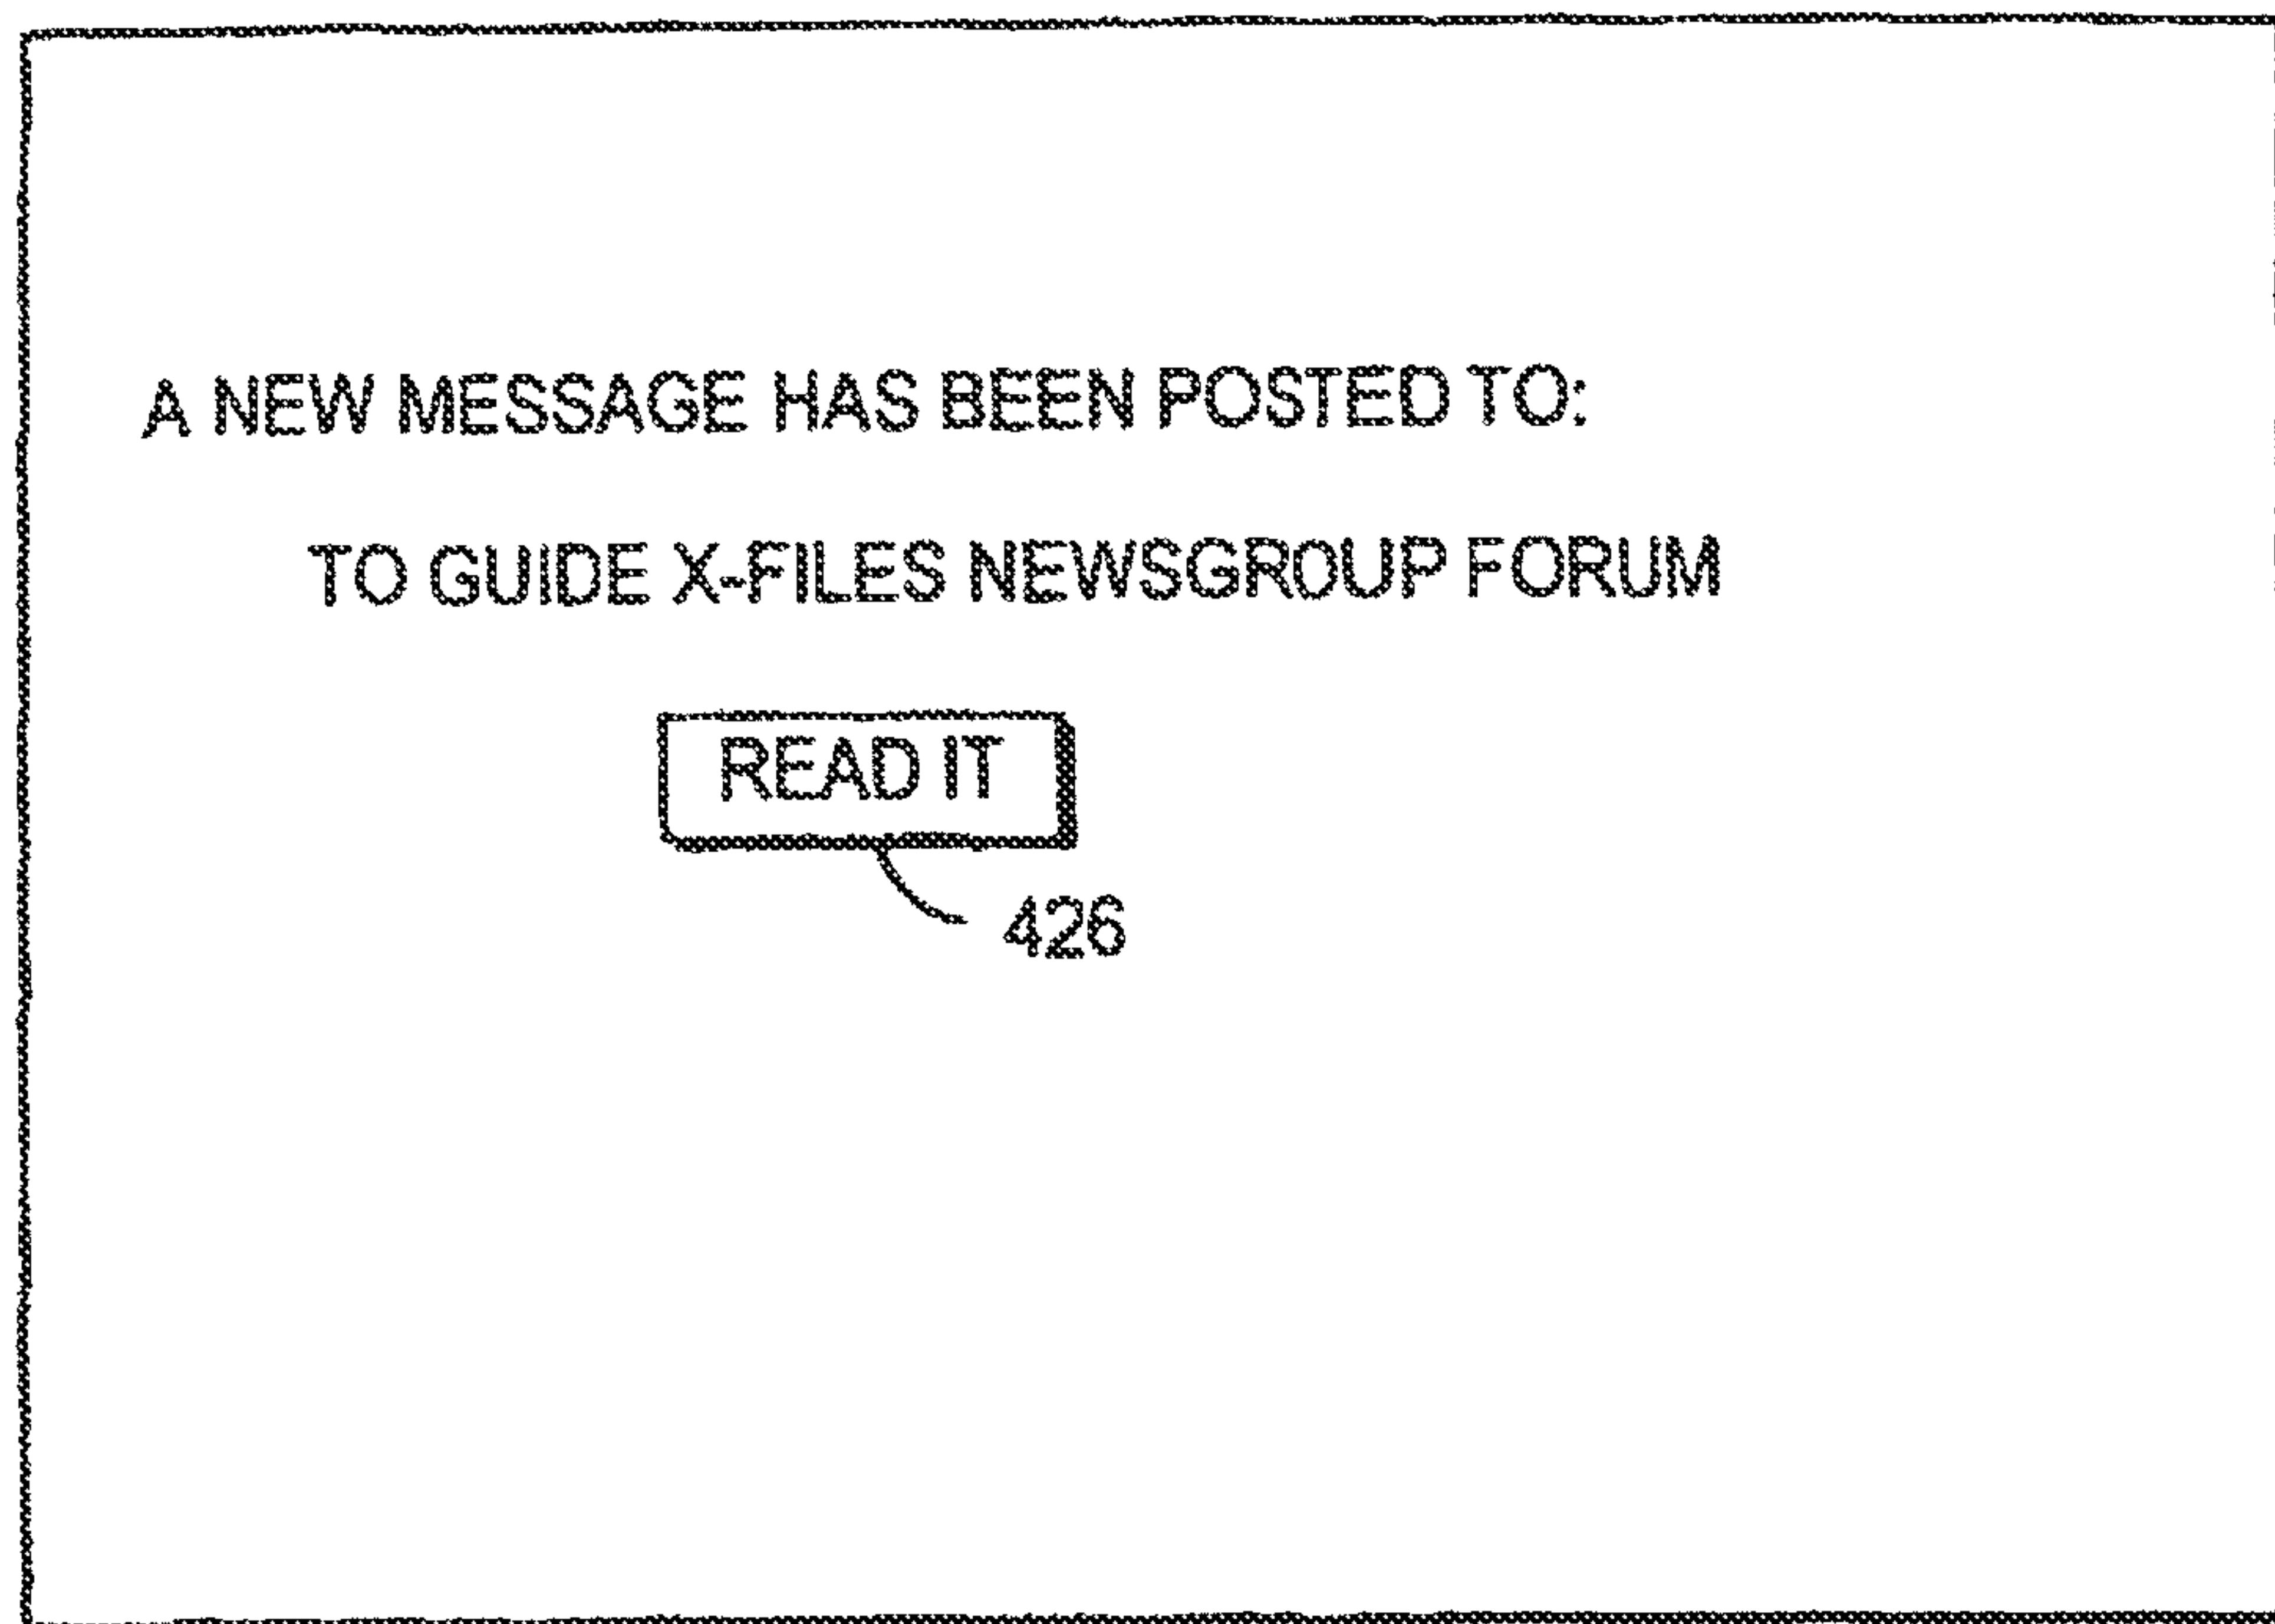 A NEW MESSAGE HAS BEEN POSTED TO:
TO GUIDE X-FILES NEWSGROUP FORUM
READ IT
426